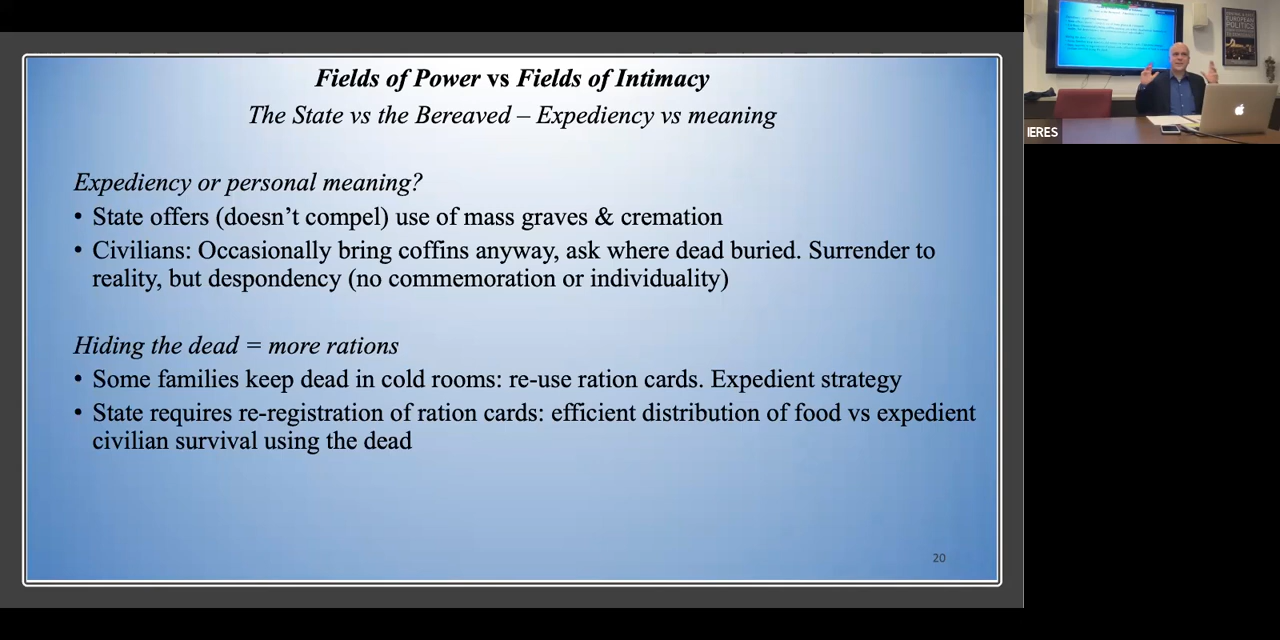 Fields of Power vs Fields of Intimacy
The State vs the Bereaved – Expediency vs meaning
Expediency or personal meaning?
• State offers (doesn't compel) use of mass graves & cremation
• Civilians: Occasionally bring coffins anyway, ask where dead buried. Surrender to
reality, but despondency (no commemoration or individuality)
Hiding the dead = more rations
• Some families keep dead in cold rooms: re-use ration cards. Expedient strategy
• State requires re-registration of ration cards: efficient distribution of food vs expedient
civilian survival using the dead
20
EUROPEAN
POLITICS
IERES